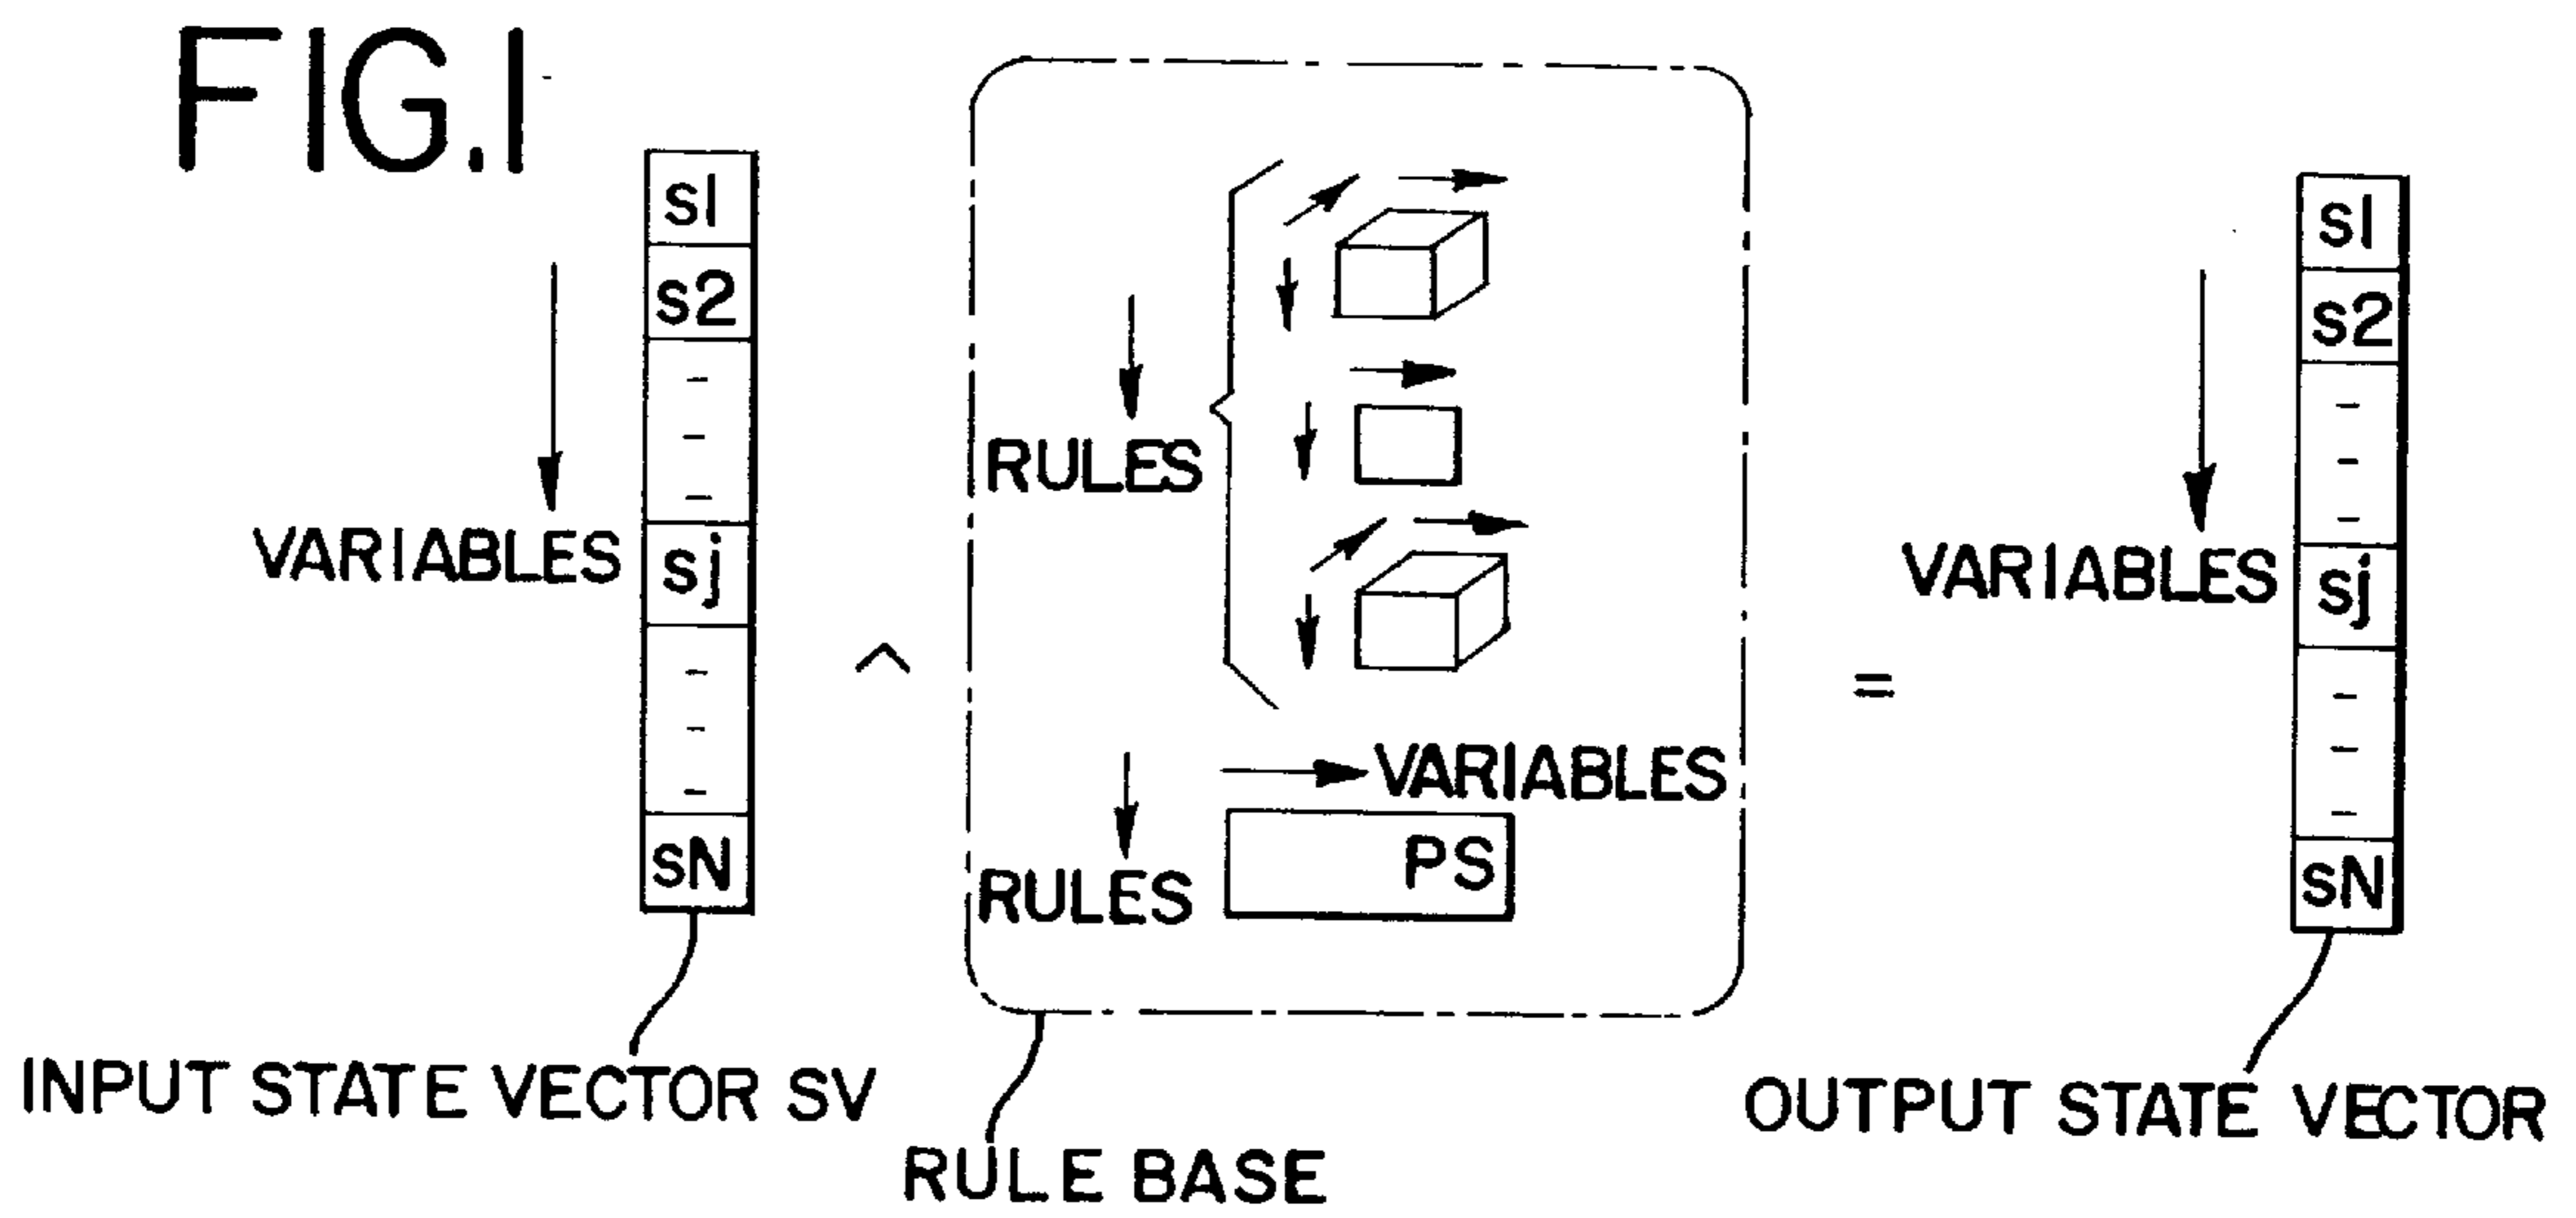 FIG.1
s1
s2
-
-
-
VARIABLES
sj
-
-
-
sN
INPUT STATE VECTOR SV
^
RULES
VARIABLES
RULES
PS
RULE BASE
=
s1
s2
-
-
-
VARIABLES
sj
-
-
-
sN
OUTPUT STATE VECTOR